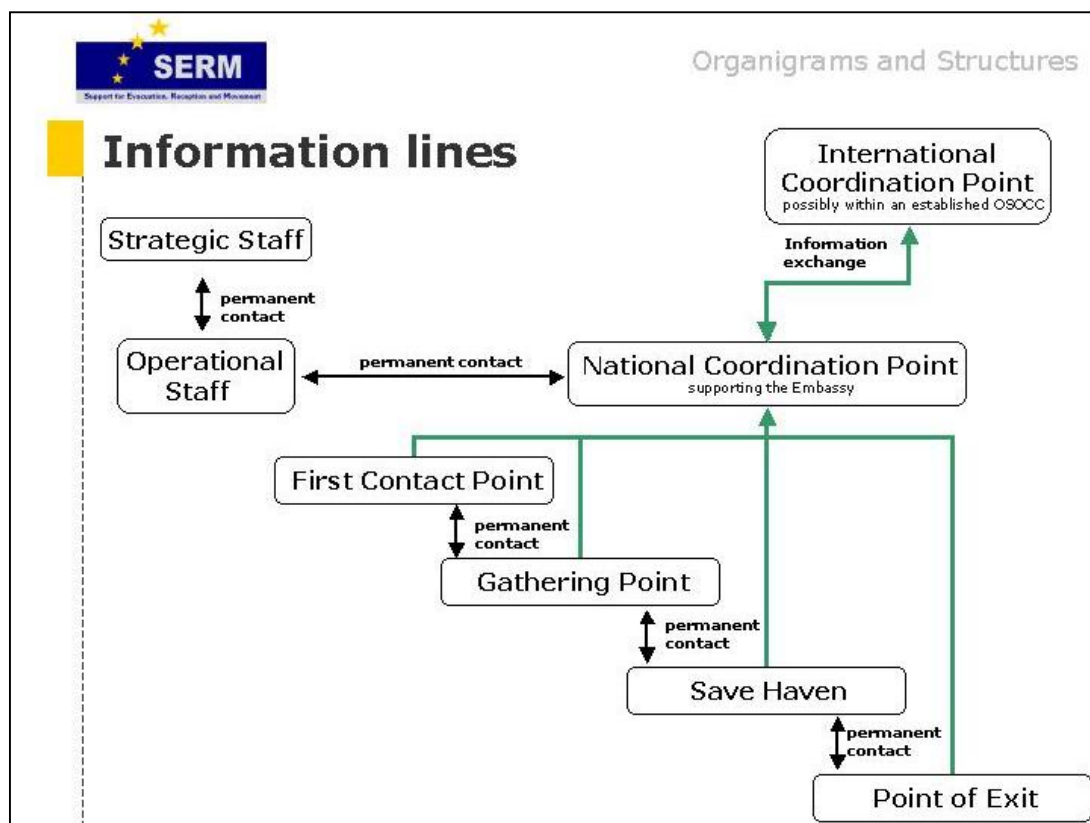 SERM
Support for Evacuation, Reception and Movement
Organigrams and Structures
Information lines
International
Coordination Point
possibly within an established OSOCC
Strategic Staff
Information
exchange
permanent
contact
Operational
Staff
permanent contact
National Coordination Point
supporting the Embassy
First Contact Point
permanent
contact
Gathering Point
permanent
contact
Save Haven
permanent
contact
Point of Exit